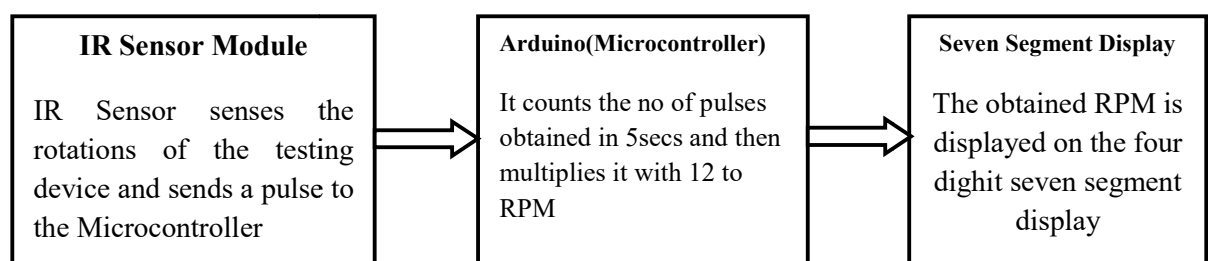 IR Sensor Module
IR Sensor senses the
rotations of the testing
device and sends a pulse to
the Microcontroller
Arduino(Microcontroller)
It counts the no of pulses
obtained in 5secs and then
multiplies it with 12 to
RPM
Seven Segment Display
The obtained RPM is
displayed on the four
dighit seven segment
display